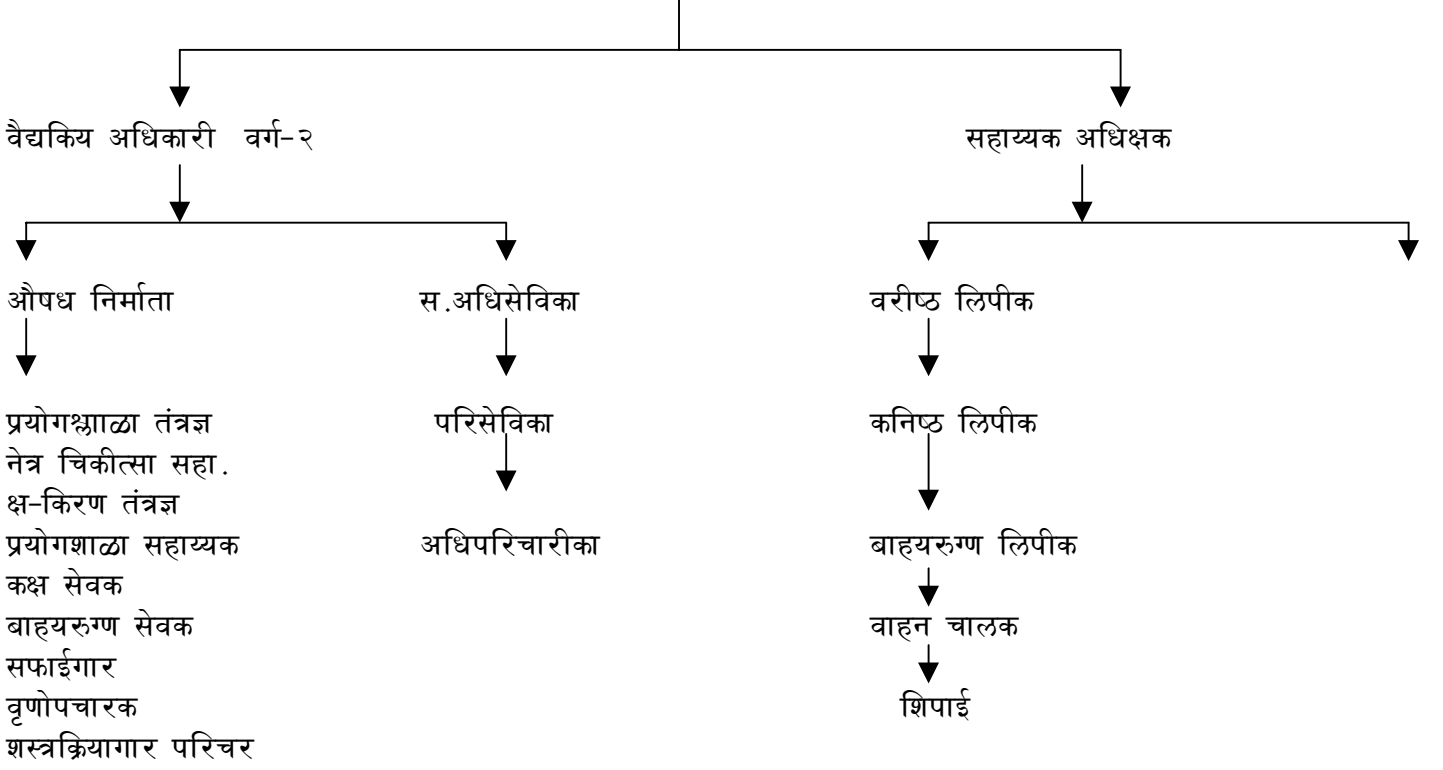 वैद्यकिय अधिकारी वर्ग-२ सहाय्यक अधिक्षक
औषध निर्माता स.अधिसेविका वरीष्ठ लिपीक
प्रयोगश्रााळा तंत्रज्ञ परिसेविका कनिष्ठ लिपीक
नेत्र चिकीत्सा सहा.
क्ष-किरण तंत्रज्ञ
प्रयोगशाळा सहाय्यक अधिपरिचारीका बाहयरुग्ण लिपीक
कक्ष सेवक
बाहयरुग्ण सेवक वाहन चालक
सफाईगार
वृणोपचारक शिपाई
शस्त्रक्रियागार परिचर